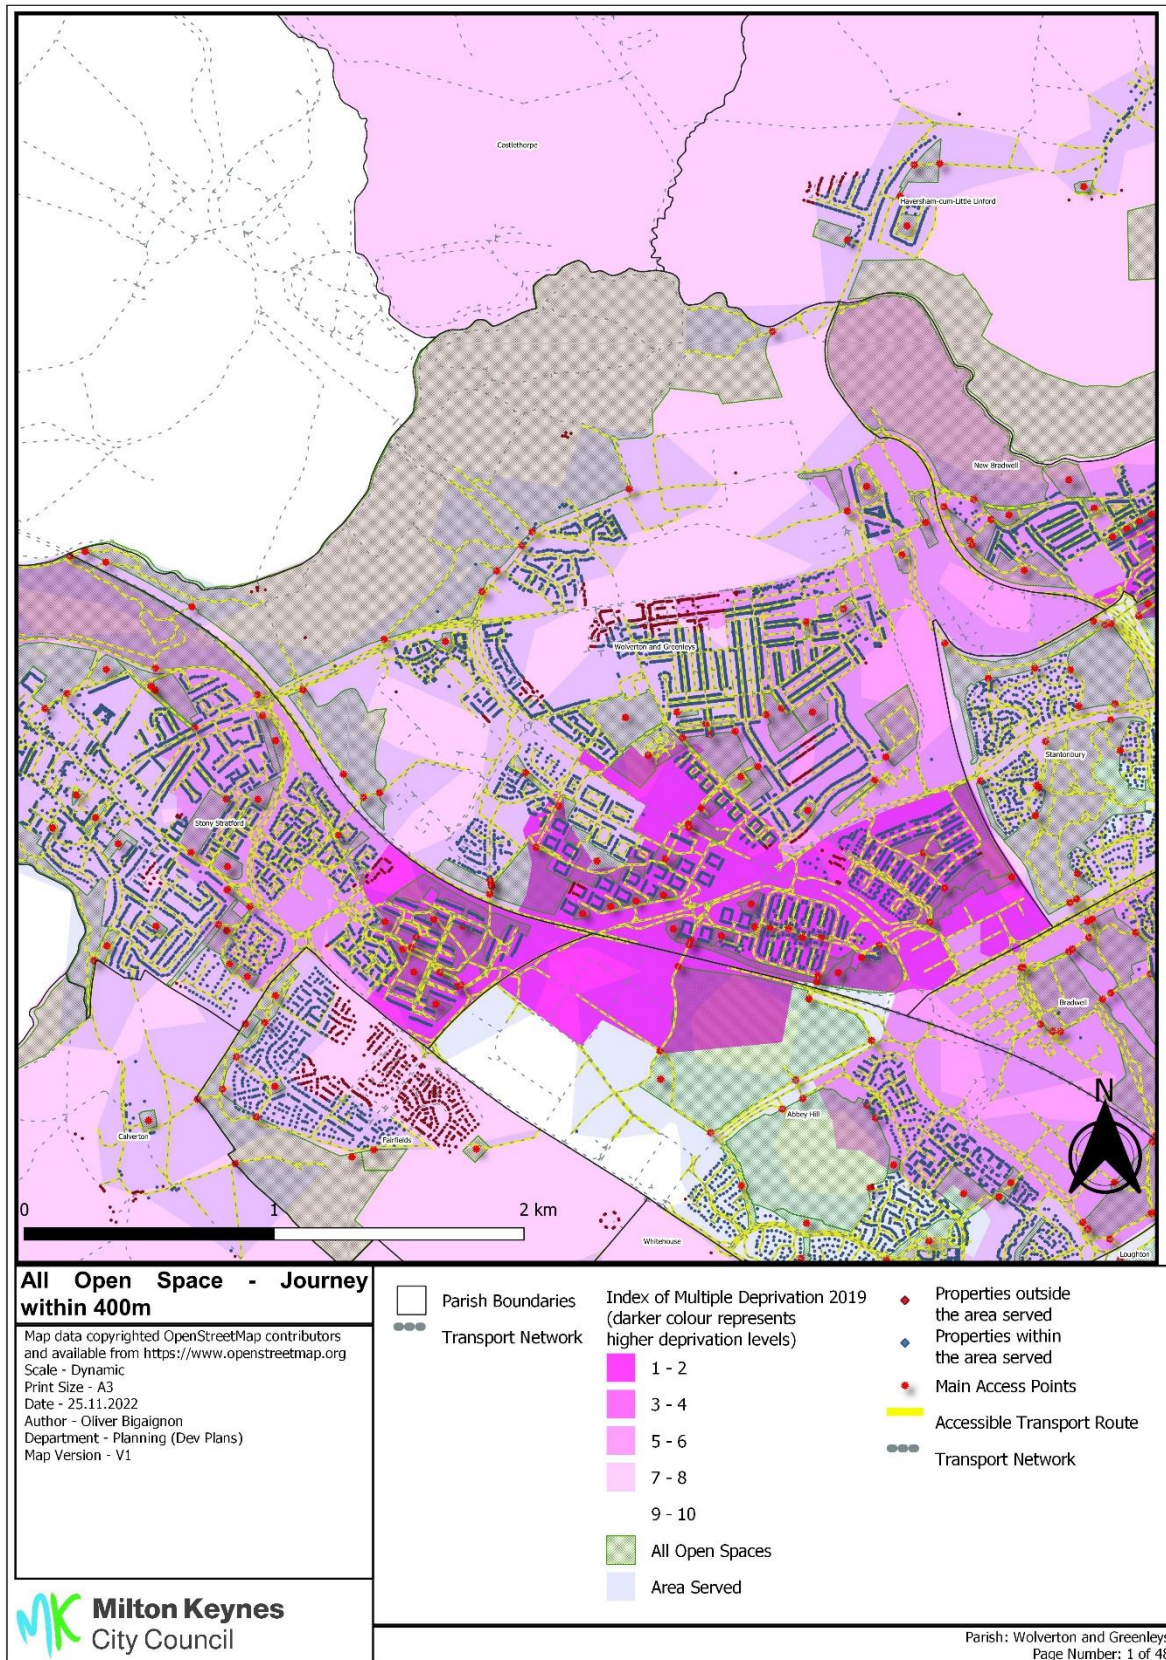 Castlethorpe
Haversham-cum-Little Linford
New Bradwell
Wolverton and Greenleys
Stantonbury
Stony Stratford
Bradwell
Abbey Hill
Calverton
Fairfields
Whitehouse
Loughton
N
0
1
2 km
All Open Space - Journey
within 400m
Map data copyrighted OpenStreetMap contributors
and available from https://www.openstreetmap.org
Scale - Dynamic
Print Size - A3
Date - 25.11.2022
Author - Oliver Bigaignon
Department - Planning (Dev Plans)
Map Version - V1
MK Milton Keynes
City Council
Parish Boundaries
Transport Network
Index of Multiple Deprivation 2019
(darker colour represents
higher deprivation levels)
1 - 2
3 - 4
5 - 6
7 - 8
9 - 10
All Open Spaces
Area Served
Properties outside
the area served
Properties within
the area served
Main Access Points
Accessible Transport Route
Transport Network
Parish: Wolverton and Greenleys
Page Number: 1 of 48